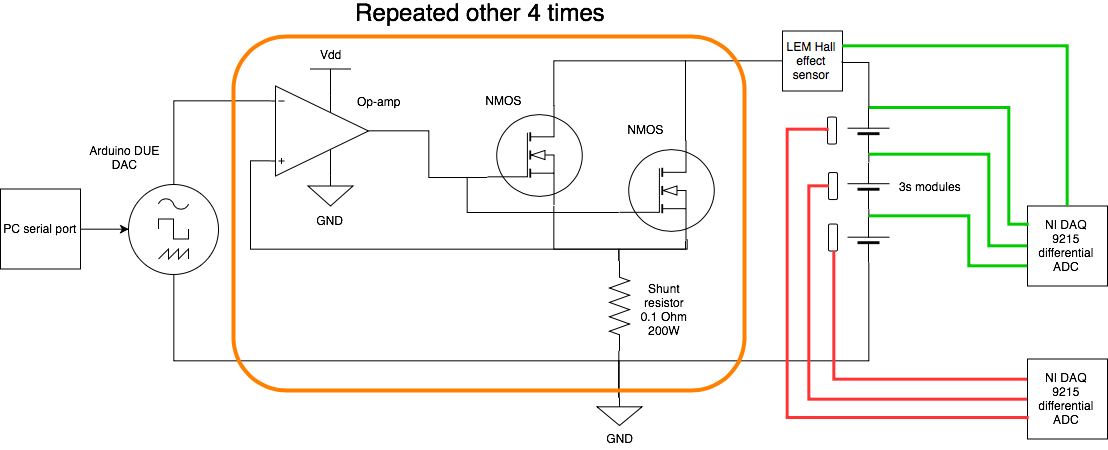 Repeated other 4 times
Vdd
Op-amp
NMOS
NMOS
−
+
GND
Arduino DUE
DAC
PC serial port
Shunt
resistor
0.1 Ohm
200W
GND
LEM Hall
effect
sensor
3s modules
NI DAQ
9215
differential
ADC
NI DAQ
9215
differential
ADC